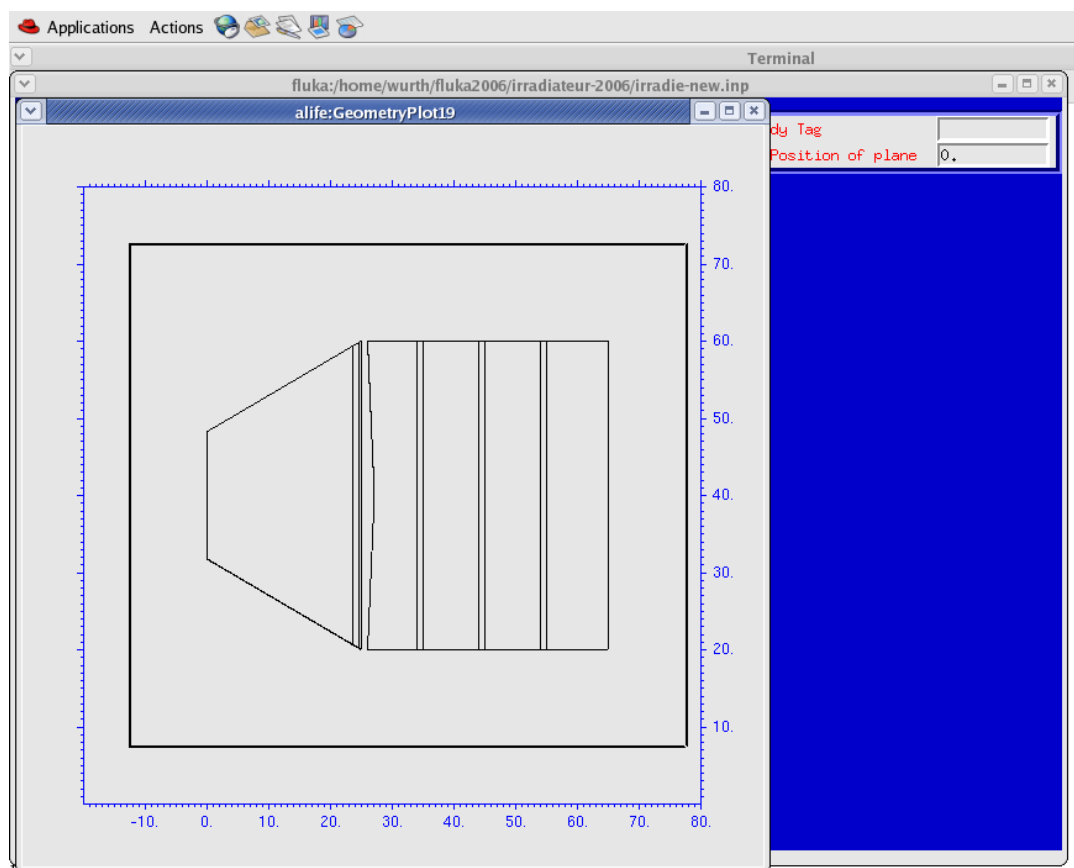 Applications Actions
Terminal
fluka:/home/wurth/fluka2006/irradiateur-2006/irradie-new.inp
alife:GeometryPlot19
dy Tag
Position of plane 0.
80.
70.
60.
50.
40.
30.
20.
10.
-10. 0. 10. 20. 30. 40. 50. 60. 70. 80.